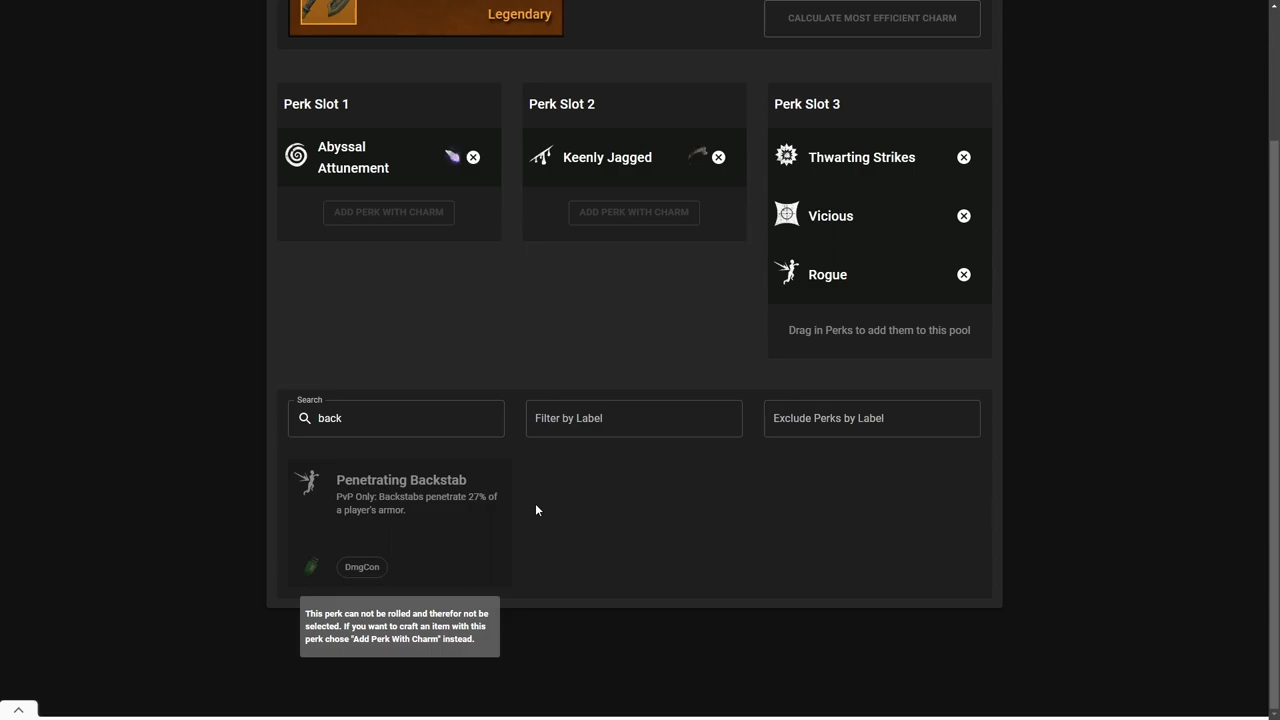 Legendary
CALCULATE MOST EFFICIENT CHARM
Perk Slot 1
Abyssal
Attunement
ADD PERK WITH CHARM
Perk Slot 2
Keenly Jagged
ADD PERK WITH CHARM
Perk Slot 3
Thwarting Strikes
Vicious
Rogue
Drag in Perks to add them to this pool
Search
back
Filter by Label
Exclude Perks by Label
Penetrating Backstab
PvP Only: Backstabs penetrate 27% of
a player's armor.
DmgCon
This perk can not be rolled and therefor not be
selected. If you want to craft an item with this
perk chose "Add Perk With Charm" instead.